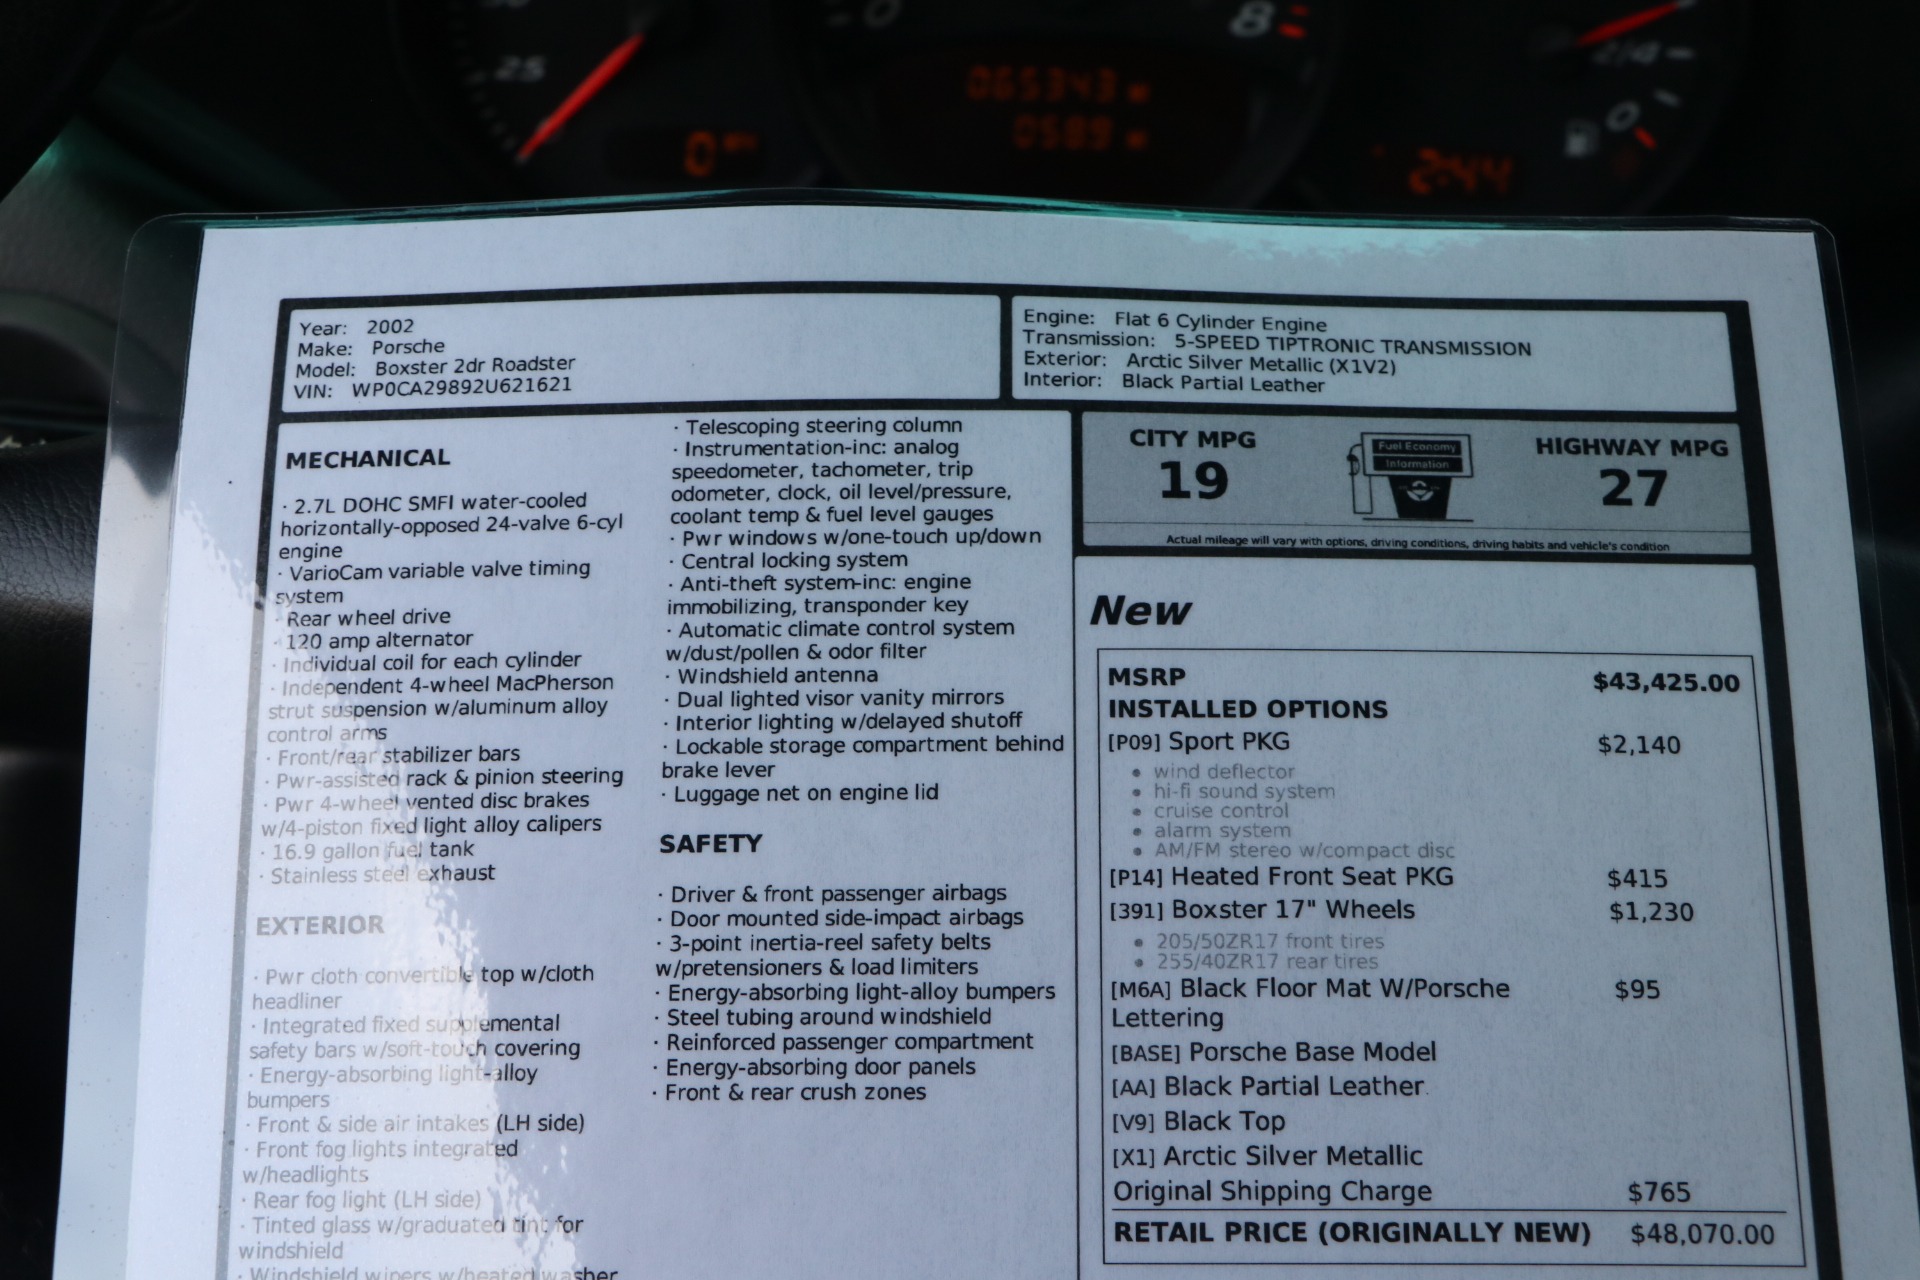 25
0
8
065343
0589
0
2:44
2/4
0
Year: 2002
Make: Porsche
Model: Boxster 2dr Roadster
VIN: WP0CA29892U621621
Engine: Flat 6 Cylinder Engine
Transmission: 5-SPEED TIPTRONIC TRANSMISSION
Exterior: Arctic Silver Metallic (X1V2)
Interior: Black Partial Leather
MECHANICAL
· 2.7L DOHC SMFI water-cooled
horizontally-opposed 24-valve 6-cyl
engine
· VarioCam variable valve timing
system
· Rear wheel drive
· 120 amp alternator
· Individual coil for each cylinder
· Independent 4-wheel MacPherson
strut suspension w/aluminum alloy
control arms
· Front/rear stabilizer bars
· Pwr-assisted rack & pinion steering
· Pwr 4-wheel vented disc brakes
w/4-piston fixed light alloy calipers
· 16.9 gallon fuel tank
· Stainless steel exhaust
EXTERIOR
· Pwr cloth convertible top w/cloth
headliner
· Integrated fixed supplemental
safety bars w/soft-touch covering
· Energy-absorbing light-alloy
bumpers
· Front & side air intakes (LH side)
· Front fog lights integrated
w/headlights
· Rear fog light (LH side)
· Tinted glass w/graduated tint for
windshield
· Windshield wipers w/heated washer
· Telescoping steering column
· Instrumentation-inc: analog
speedometer, tachometer, trip
odometer, clock, oil level/pressure,
coolant temp & fuel level gauges
· Pwr windows w/one-touch up/down
· Central locking system
· Anti-theft system-inc: engine
immobilizing, transponder key
· Automatic climate control system
w/dust/pollen & odor filter
· Windshield antenna
· Dual lighted visor vanity mirrors
· Interior lighting w/delayed shutoff
· Lockable storage compartment behind
brake lever
· Luggage net on engine lid
SAFETY
· Driver & front passenger airbags
· Door mounted side-impact airbags
· 3-point inertia-reel safety belts
w/pretensioners & load limiters
· Energy-absorbing light-alloy bumpers
· Steel tubing around windshield
· Reinforced passenger compartment
· Energy-absorbing door panels
· Front & rear crush zones
CITY MPG
19
Fuel Economy
Information
HIGHWAY MPG
27
Actual mileage will vary with options, driving conditions, driving habits and vehicle's condition
New
MSRP $43,425.00
INSTALLED OPTIONS
[P09] Sport PKG $2,140
• wind deflector
• hi-fi sound system
• cruise control
• alarm system
• AM/FM stereo w/compact disc
[P14] Heated Front Seat PKG $415
[391] Boxster 17" Wheels $1,230
• 205/50ZR17 front tires
• 255/40ZR17 rear tires
[M6A] Black Floor Mat W/Porsche $95
Lettering
[BASE] Porsche Base Model
[AA] Black Partial Leather
[V9] Black Top
[X1] Arctic Silver Metallic
Original Shipping Charge $765
RETAIL PRICE (ORIGINALLY NEW) $48,070.00